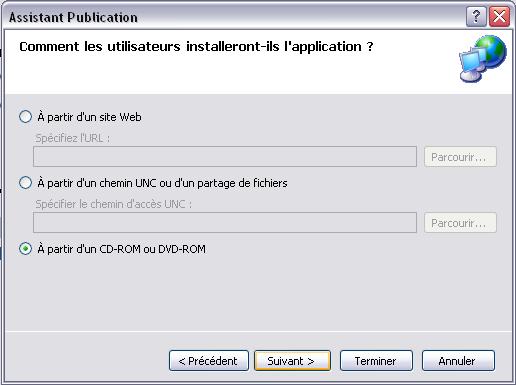 Assistant Publication
Comment les utilisateurs installeront-ils l'application ?
À partir d'un site Web
Spécifiez l'URL :
Parcourir...
À partir d'un chemin UNC ou d'un partage de fichiers
Spécifier le chemin d'accès UNC :
Parcourir...
À partir d'un CD-ROM ou DVD-ROM
< Précédent
Suivant >
Terminer
Annuler